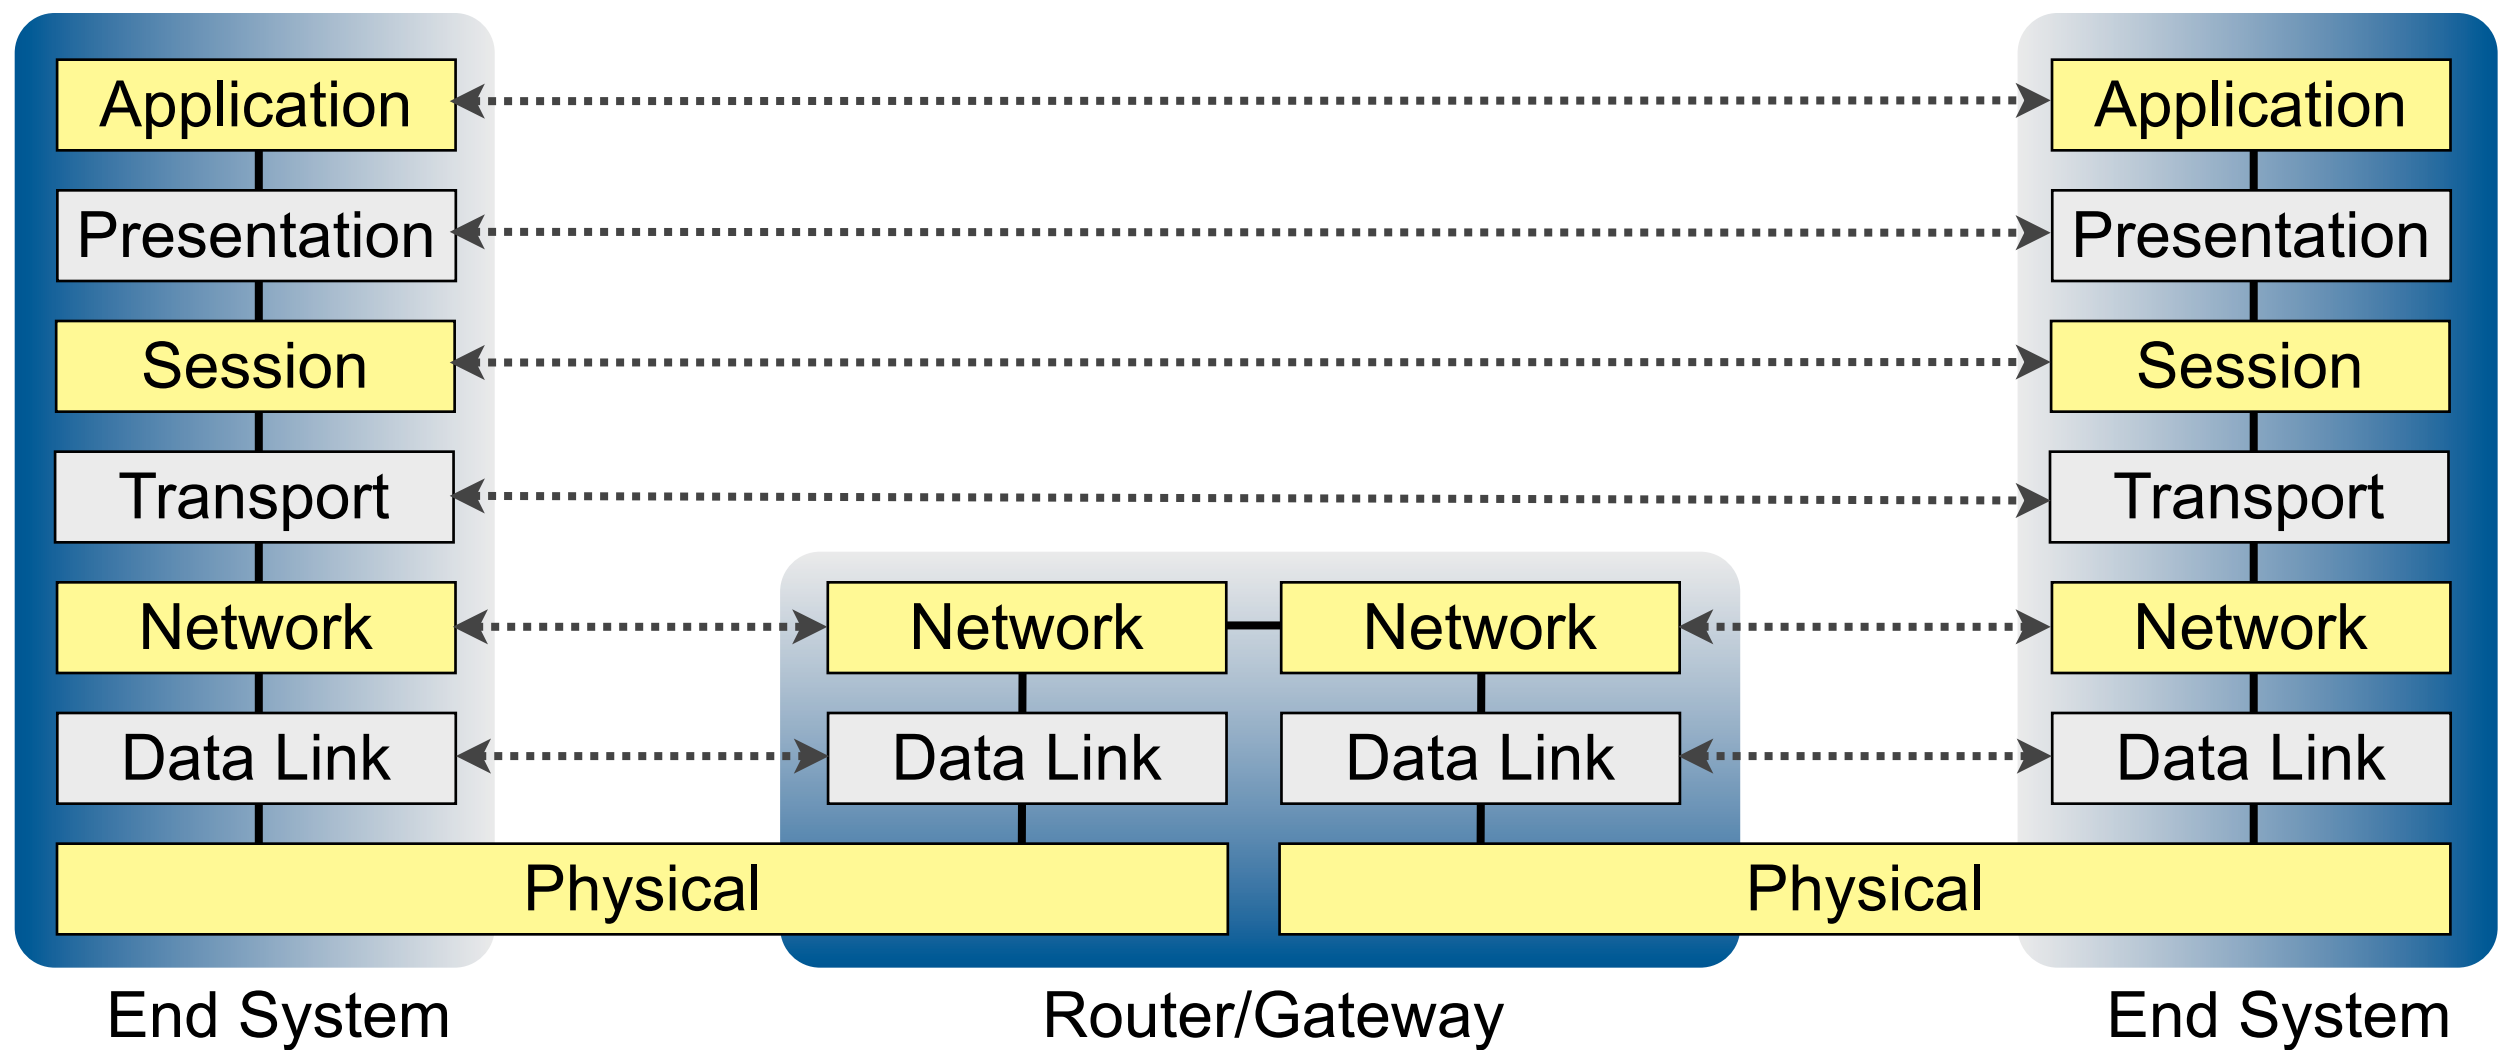 Application
Application
Presentation
Presentation
Session
Session
Transport
Transport
Network
Network
Network
Network
Data Link
Data Link
Data Link
Data Link
Physical
Physical
End System
Router/Gateway
End System